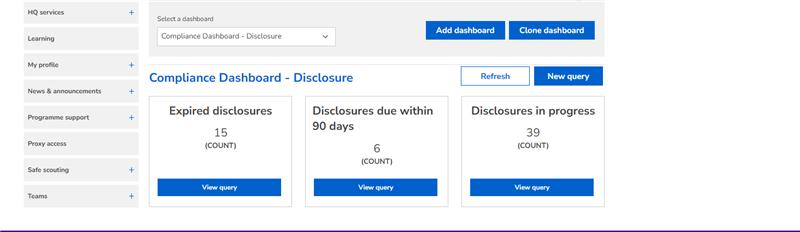 HQ services +
Learning
My profile +
News & announcements +
Programme support +
Proxy access
Safe scouting +
Teams +
Select a dashboard
Compliance Dashboard - Disclosure
Add dashboard
Clone dashboard
Compliance Dashboard - Disclosure
Refresh
New query
Expired disclosures
15
(COUNT)
View query
Disclosures due within
90 days
6
(COUNT)
View query
Disclosures in progress
39
(COUNT)
View query